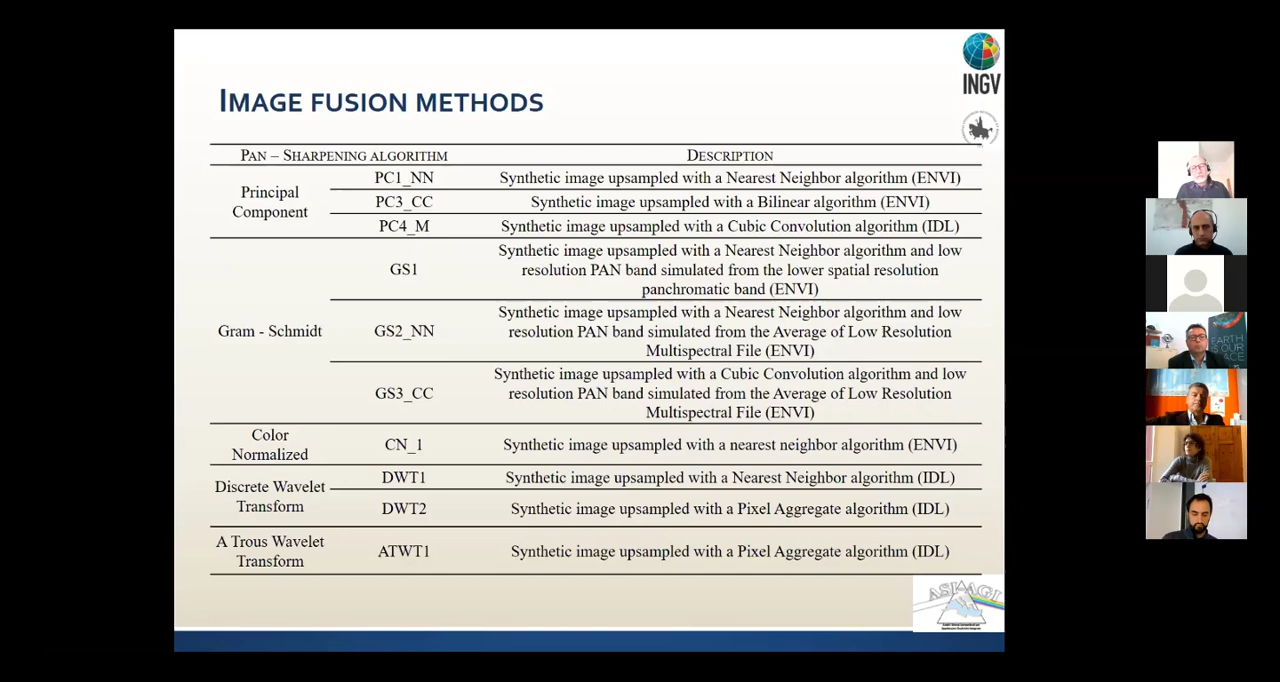 INGV
IMAGE FUSION METHODS
PAN – SHARPENING ALGORITHM DESCRIPTION
Principal
Component
PC1_NN Synthetic image upsampled with a Nearest Neighbor algorithm (ENVI)
PC3_CC Synthetic image upsampled with a Bilinear algorithm (ENVI)
PC4_M Synthetic image upsampled with a Cubic Convolution algorithm (IDL)
Gram - Schmidt
GS1
Synthetic image upsampled with a Nearest Neighbor algorithm and low
resolution PAN band simulated from the lower spatial resolution
panchromatic band (ENVI)
GS2_NN
Synthetic image upsampled with a Nearest Neighbor algorithm and low
resolution PAN band simulated from the Average of Low Resolution
Multispectral File (ENVI)
GS3_CC
Synthetic image upsampled with a Cubic Convolution algorithm and low
resolution PAN band simulated from the Average of Low Resolution
Multispectral File (ENVI)
Color
Normalized
CN_1 Synthetic image upsampled with a nearest neighbor algorithm (ENVI)
Discrete Wavelet
Transform
DWT1 Synthetic image upsampled with a Nearest Neighbor algorithm (IDL)
DWT2 Synthetic image upsampled with a Pixel Aggregate algorithm (IDL)
A Trous Wavelet
Transform
ATWT1 Synthetic image upsampled with a Pixel Aggregate algorithm (IDL)
EARTH
IS OUR